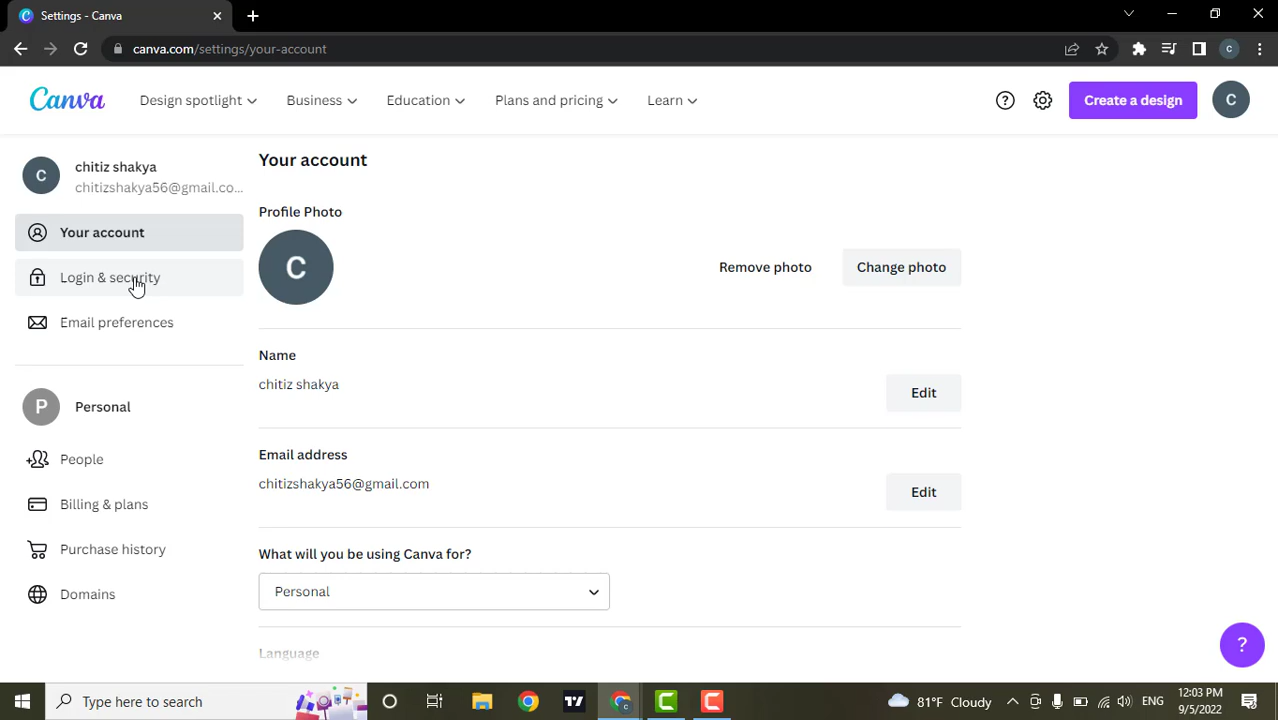 Settings - Canva
canva.com/settings/your-account
C
Canva
Design spotlight
Business
Education
Plans and pricing
Learn
?
Create a design
C
C
chitiz shakya
chitizshakya56@gmail.co...
Your account
Login & security
Email preferences
P
Personal
People
Billing & plans
Purchase history
Domains
Your account
Profile Photo
C
Remove photo
Change photo
Name
chitiz shakya
Edit
Email address
chitizshakya56@gmail.com
Edit
What will you be using Canva for?
Personal
Language
?
Type here to search
81°F Cloudy
ENG
12:03 PM
9/5/2022